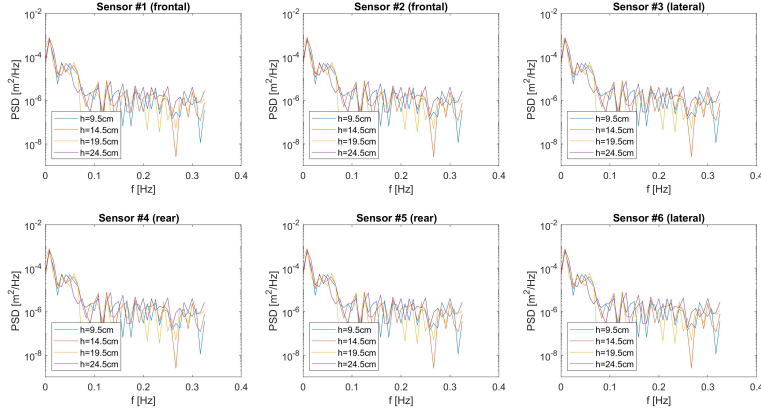 Sensor #1 (frontal)
PSD [m²/Hz]
10⁻²
10⁻⁴
10⁻⁶
10⁻⁸
h=9.5cm
h=14.5cm
h=19.5cm
h=24.5cm
0 0.1 0.2 0.3 0.4
f [Hz]
Sensor #2 (frontal)
PSD [m²/Hz]
10⁻²
10⁻⁴
10⁻⁶
10⁻⁸
h=9.5cm
h=14.5cm
h=19.5cm
h=24.5cm
0 0.1 0.2 0.3 0.4
f [Hz]
Sensor #3 (lateral)
PSD [m²/Hz]
10⁻²
10⁻⁴
10⁻⁶
10⁻⁸
h=9.5cm
h=14.5cm
h=19.5cm
h=24.5cm
0 0.1 0.2 0.3 0.4
f [Hz]
Sensor #4 (rear)
PSD [m²/Hz]
10⁻²
10⁻⁴
10⁻⁶
10⁻⁸
h=9.5cm
h=14.5cm
h=19.5cm
h=24.5cm
0 0.1 0.2 0.3 0.4
f [Hz]
Sensor #5 (rear)
PSD [m²/Hz]
10⁻²
10⁻⁴
10⁻⁶
10⁻⁸
h=9.5cm
h=14.5cm
h=19.5cm
h=24.5cm
0 0.1 0.2 0.3 0.4
f [Hz]
Sensor #6 (lateral)
PSD [m²/Hz]
10⁻²
10⁻⁴
10⁻⁶
10⁻⁸
h=9.5cm
h=14.5cm
h=19.5cm
h=24.5cm
0 0.1 0.2 0.3 0.4
f [Hz]